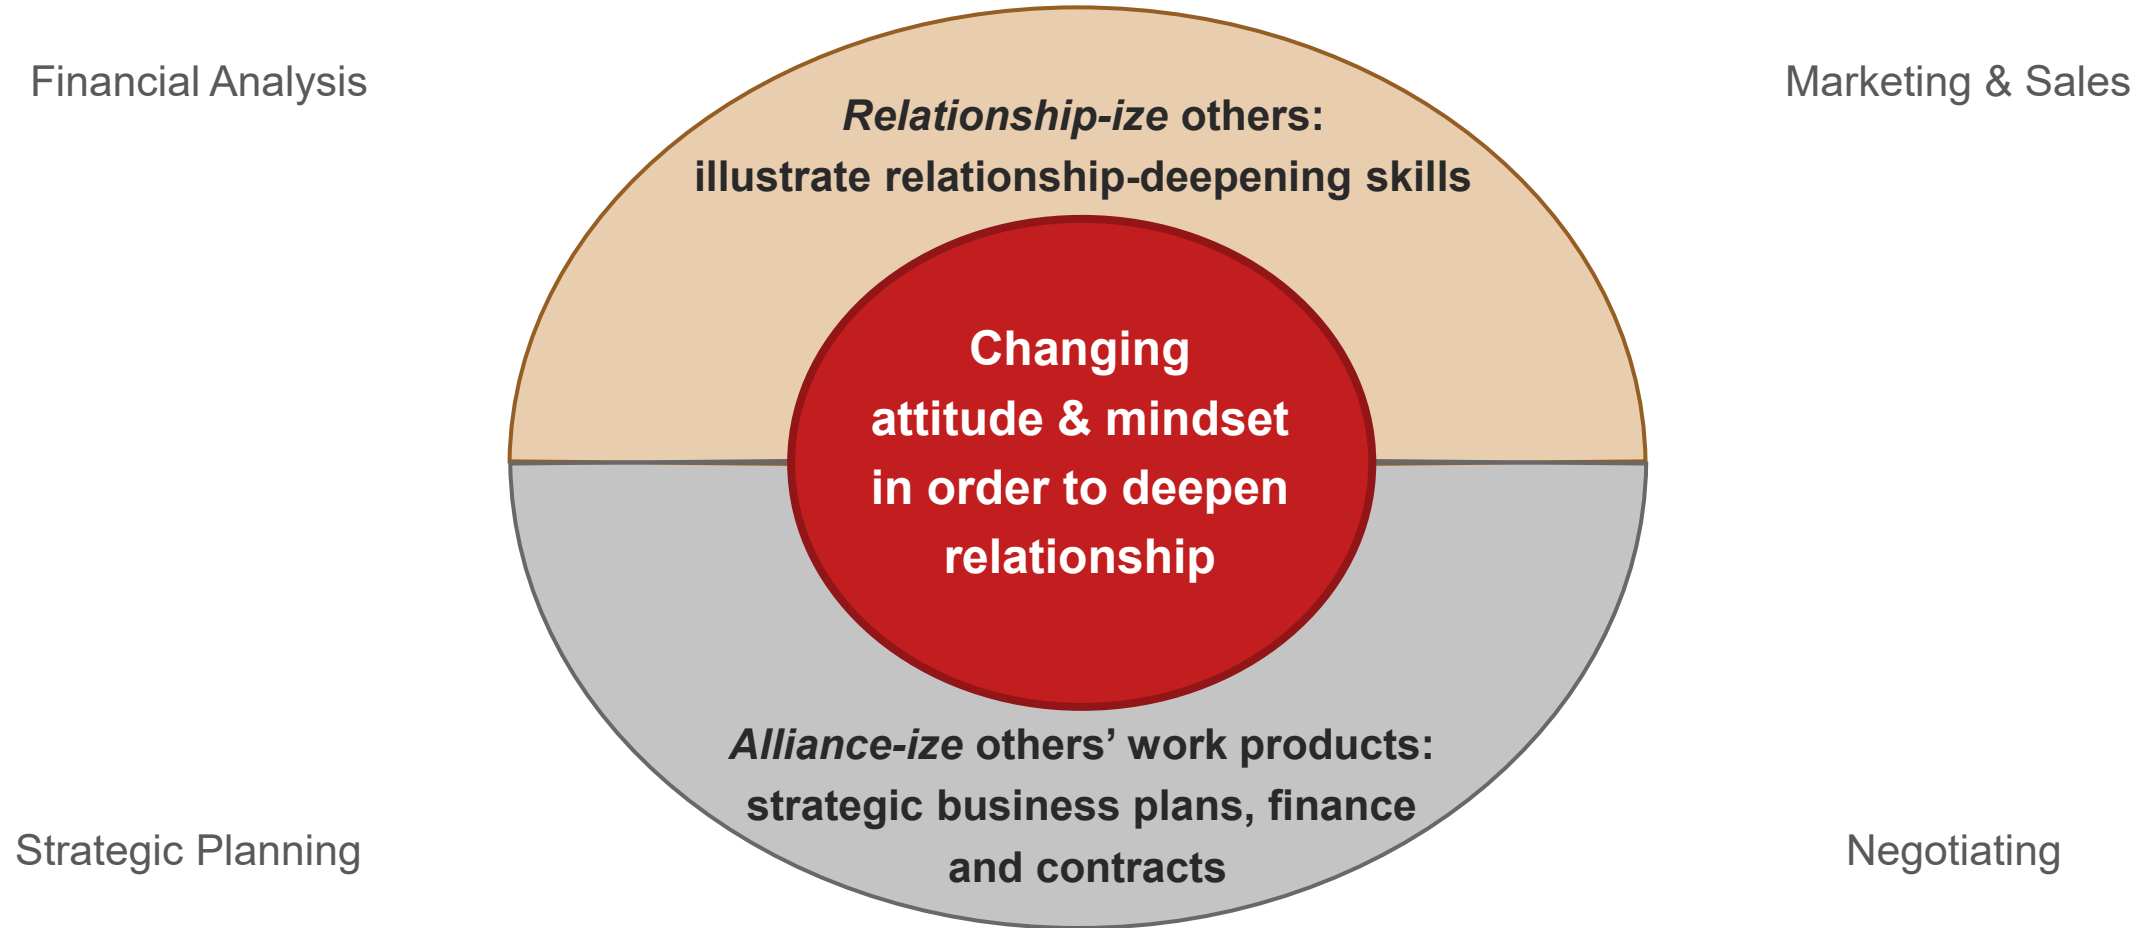 Financial Analysis
Marketing & Sales
Relationship-ize others:
illustrate relationship-deepening skills
Changing
attitude & mindset
in order to deepen
relationship
Alliance-ize others’ work products:
strategic business plans, finance
and contracts
Strategic Planning
Negotiating